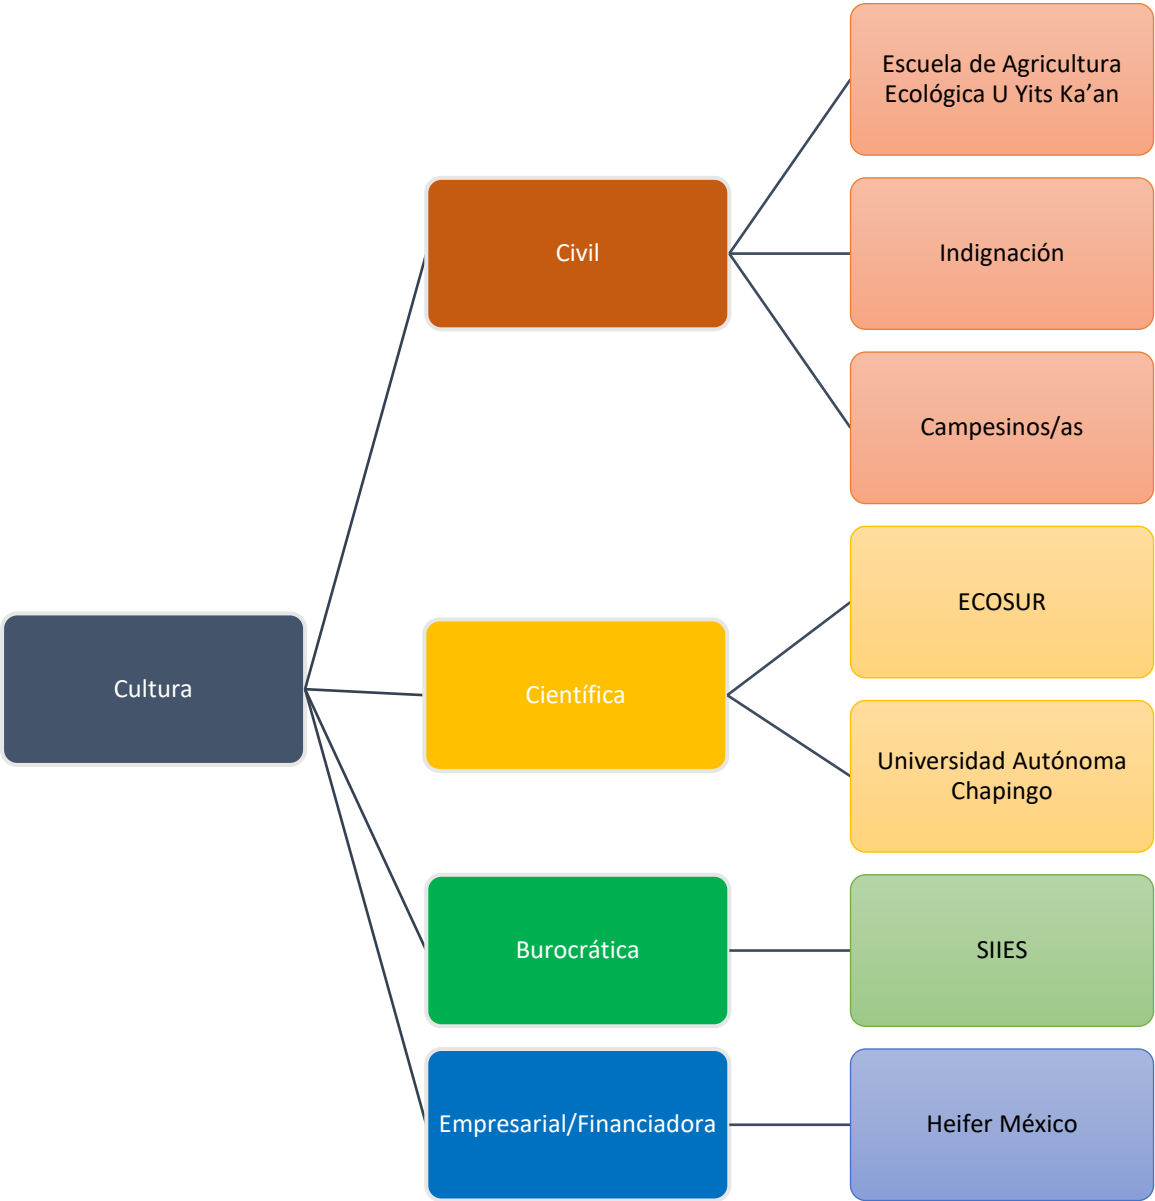 Escuela de Agricultura
Ecológica U Yits Ka’an
Civil
Indignación
Campesinos/as
Cultura
Científica
ECOSUR
Universidad Autónoma
Chapingo
Burocrática
SIIES
Empresarial/Financiadora
Heifer México